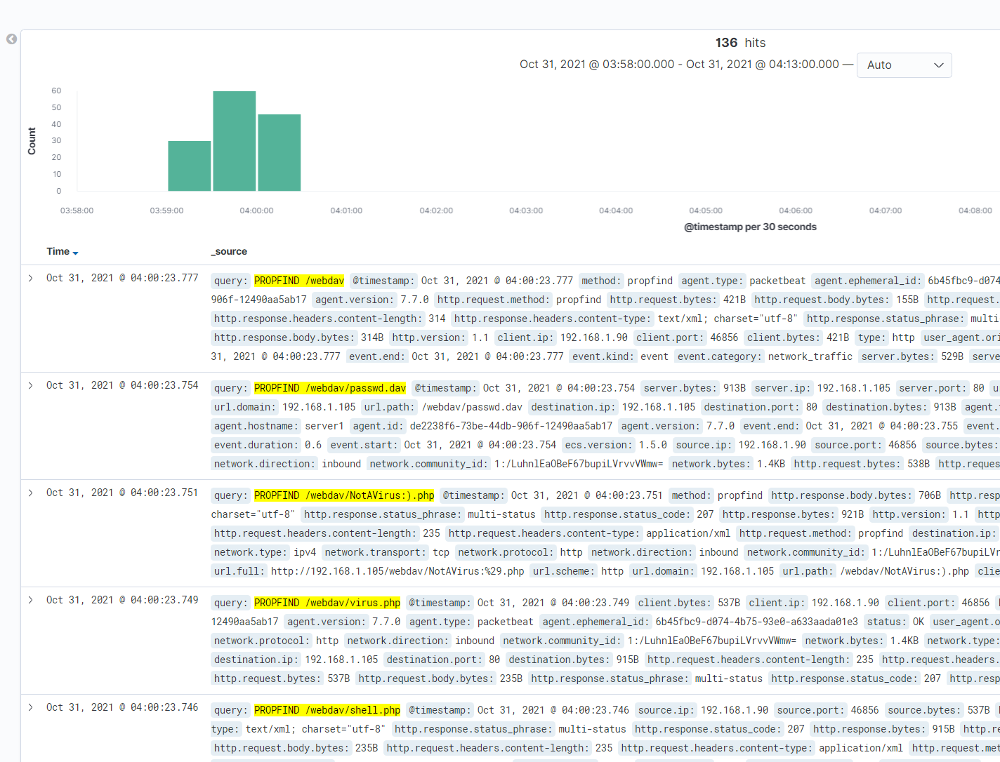 136 hits
Oct 31, 2021 @ 03:58:00.000 - Oct 31, 2021 @ 04:13:00.000 — Auto
60
50
40
30
20
10
0
Count
03:58:00 03:59:00 04:00:00 04:01:00 04:02:00 04:03:00 04:04:00 04:05:00 04:06:00 04:07:00 04:08:00
@timestamp per 30 seconds
Time _source
Oct 31, 2021 @ 04:00:23.777 query: PROPFIND /webdav @timestamp: Oct 31, 2021 @ 04:00:23.777 method: propfind agent.type: packetbeat agent.ephemeral_id: 6b45fbc9-d074
906f-12490aa5ab17 agent.version: 7.7.0 http.request.method: propfind http.request.bytes: 421B http.request.body.bytes: 155B http.request.
http.response.headers.content-length: 314 http.response.headers.content-type: text/xml; charset="utf-8" http.response.status_phrase: multi
http.response.body.bytes: 314B http.version: 1.1 client.ip: 192.168.1.90 client.port: 46856 client.bytes: 421B type: http user_agent.ori
31, 2021 @ 04:00:23.777 event.end: Oct 31, 2021 @ 04:00:23.777 event.kind: event event.category: network_traffic server.bytes: 529B serve
Oct 31, 2021 @ 04:00:23.754 query: PROPFIND /webdav/passwd.dav @timestamp: Oct 31, 2021 @ 04:00:23.754 server.bytes: 913B server.ip: 192.168.1.105 server.port: 80 u
url.domain: 192.168.1.105 url.path: /webdav/passwd.dav destination.ip: 192.168.1.105 destination.port: 80 destination.bytes: 913B agent.
agent.hostname: server1 agent.id: de2238f6-73be-44db-906f-12490aa5ab17 agent.version: 7.7.0 event.end: Oct 31, 2021 @ 04:00:23.755 event.
event.duration: 0.6 event.start: Oct 31, 2021 @ 04:00:23.754 ecs.version: 1.5.0 source.ip: 192.168.1.90 source.port: 46856 source.bytes:
network.direction: inbound network.community_id: 1:/LuhnlEaOBeF67bupiLVrvvVWmw= network.bytes: 1.4KB http.request.bytes: 538B http.reques
Oct 31, 2021 @ 04:00:23.751 query: PROPFIND /webdav/NotAVirus:).php @timestamp: Oct 31, 2021 @ 04:00:23.751 method: propfind http.response.body.bytes: 706B http.resp
charset="utf-8" http.response.status_phrase: multi-status http.response.status_code: 207 http.response.bytes: 921B http.version: 1.1 http
http.request.headers.content-length: 235 http.request.headers.content-type: application/xml http.request.method: propfind destination.ip:
network.type: ipv4 network.transport: tcp network.protocol: http network.direction: inbound network.community_id: 1:/LuhnlEaOBeF67bupiLVr
url.full: http://192.168.1.105/webdav/NotAVirus:%29.php url.scheme: http url.domain: 192.168.1.105 url.path: /webdav/NotAVirus:).php clie
Oct 31, 2021 @ 04:00:23.749 query: PROPFIND /webdav/virus.php @timestamp: Oct 31, 2021 @ 04:00:23.749 client.bytes: 537B client.ip: 192.168.1.90 client.port: 46856
12490aa5ab17 agent.version: 7.7.0 agent.type: packetbeat agent.ephemeral_id: 6b45fbc9-d074-4b75-93e0-a633aada01e3 status: OK user_agent.o
network.protocol: http network.direction: inbound network.community_id: 1:/LuhnlEaOBeF67bupiLVrvvVWmw= network.bytes: 1.4KB network.type:
destination.ip: 192.168.1.105 destination.port: 80 destination.bytes: 915B http.request.headers.content-length: 235 http.request.headers.
http.request.bytes: 537B http.request.body.bytes: 235B http.response.status_phrase: multi-status http.response.status_code: 207 http.resp
Oct 31, 2021 @ 04:00:23.746 query: PROPFIND /webdav/shell.php @timestamp: Oct 31, 2021 @ 04:00:23.746 source.ip: 192.168.1.90 source.port: 46856 source.bytes: 537B
type: text/xml; charset="utf-8" http.response.status_phrase: multi-status http.response.status_code: 207 http.response.bytes: 915B http.re
http.request.body.bytes: 235B http.request.headers.content-length: 235 http.request.headers.content-type: application/xml http.request.met